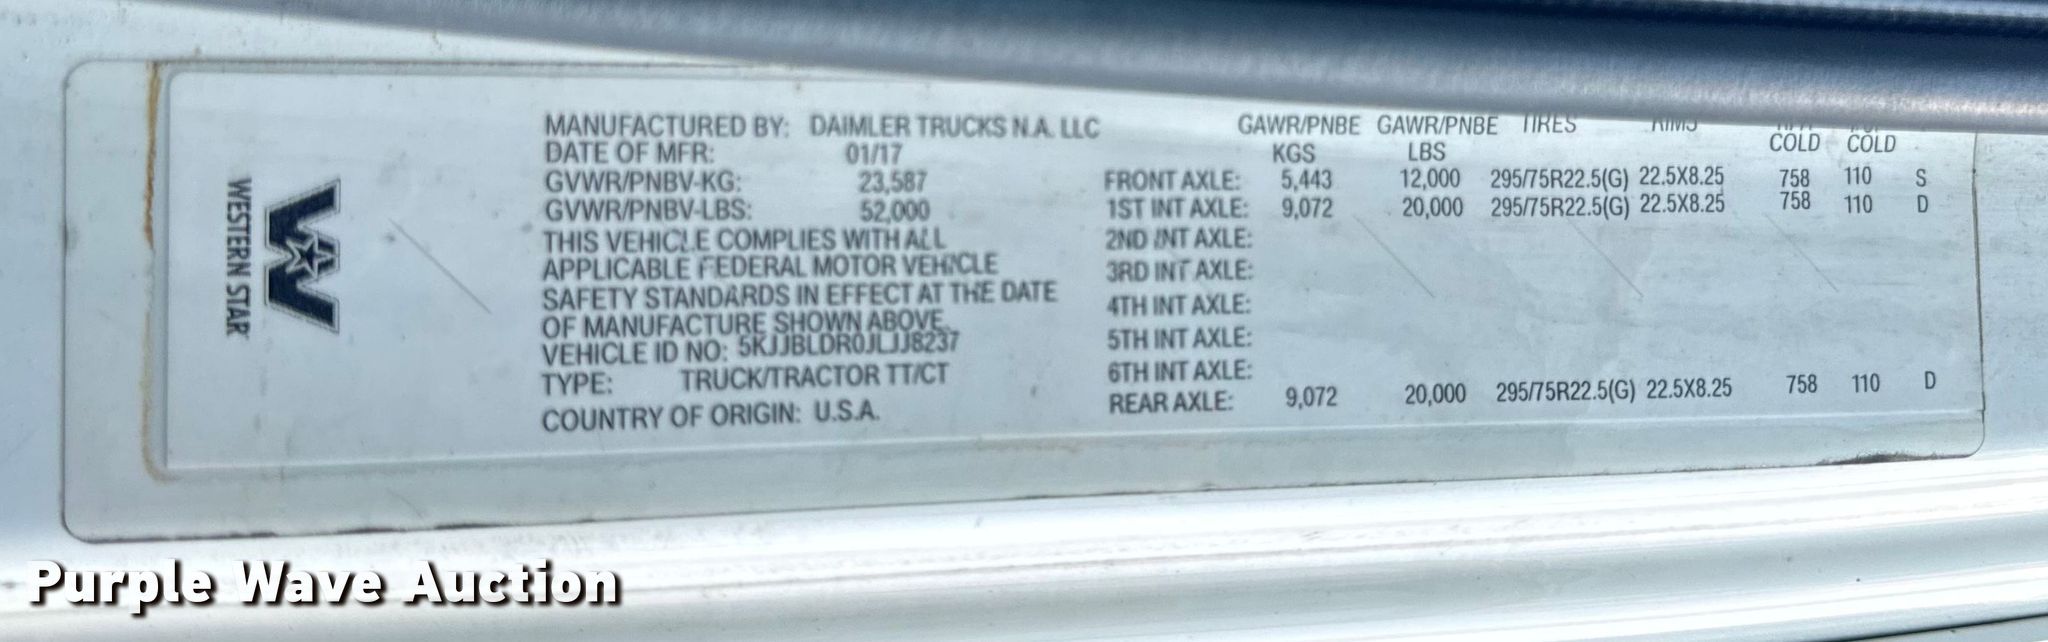 WESTERN STAR
MANUFACTURED BY: DAIMLER TRUCKS N.A. LLC
DATE OF MFR: 01/17
GVWR/PNBV-KG: 23,587
GVWR/PNBV-LBS: 52,000
THIS VEHICLE COMPLIES WITH ALL
APPLICABLE FEDERAL MOTOR VEHICLE
SAFETY STANDARDS IN EFFECT AT THE DATE
OF MANUFACTURE SHOWN ABOVE.
VEHICLE ID NO: 5KJJBLDR0JLJJ8237
TYPE: TRUCK/TRACTOR TT/CT
COUNTRY OF ORIGIN: U.S.A.
GAWR/PNBE GAWR/PNBE TIRES RIMS
KGS LBS COLD COLD
FRONT AXLE: 5,443 12,000 295/75R22.5(G) 22.5X8.25 758 110 S
1ST INT AXLE: 9,072 20,000 295/75R22.5(G) 22.5X8.25 758 110 D
2ND INT AXLE:
3RD INT AXLE:
4TH INT AXLE:
5TH INT AXLE:
6TH INT AXLE:
REAR AXLE: 9,072 20,000 295/75R22.5(G) 22.5X8.25 758 110 D
Purple Wave Auction